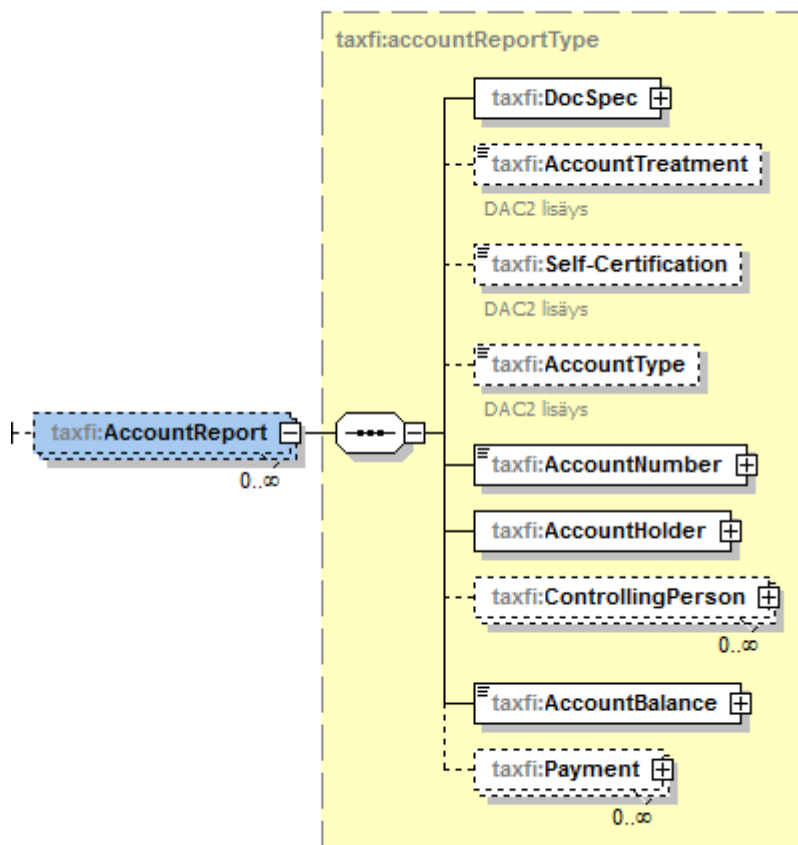 taxfi:accountReportType
taxfi:DocSpec
taxfi:AccountTreatment
DAC2 lisäys
taxfi:Self-Certification
DAC2 lisäys
taxfi:AccountType
DAC2 lisäys
taxfi:AccountReport
0..∞
taxfi:AccountNumber
taxfi:AccountHolder
taxfi:ControllingPerson
0..∞
taxfi:AccountBalance
taxfi:Payment
0..∞